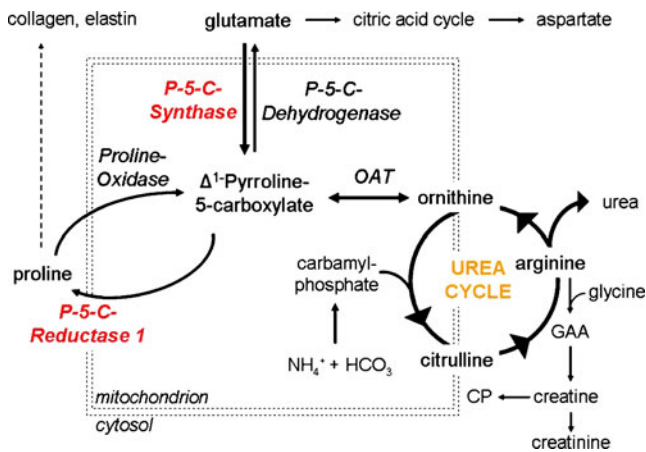 collagen, elastin
glutamate
citric acid cycle
aspartate
P-5-C-
Synthase
P-5-C-
Dehydrogenase
Proline-
Oxidase
Δ¹-Pyrroline-
5-carboxylate
OAT
ornithine
urea
proline
carbamyl-
phosphate
UREA
CYCLE
arginine
glycine
P-5-C-
Reductase 1
GAA
NH₄⁺ + HCO₃
citrulline
CP
creatine
mitochondrion
cytosol
creatinine